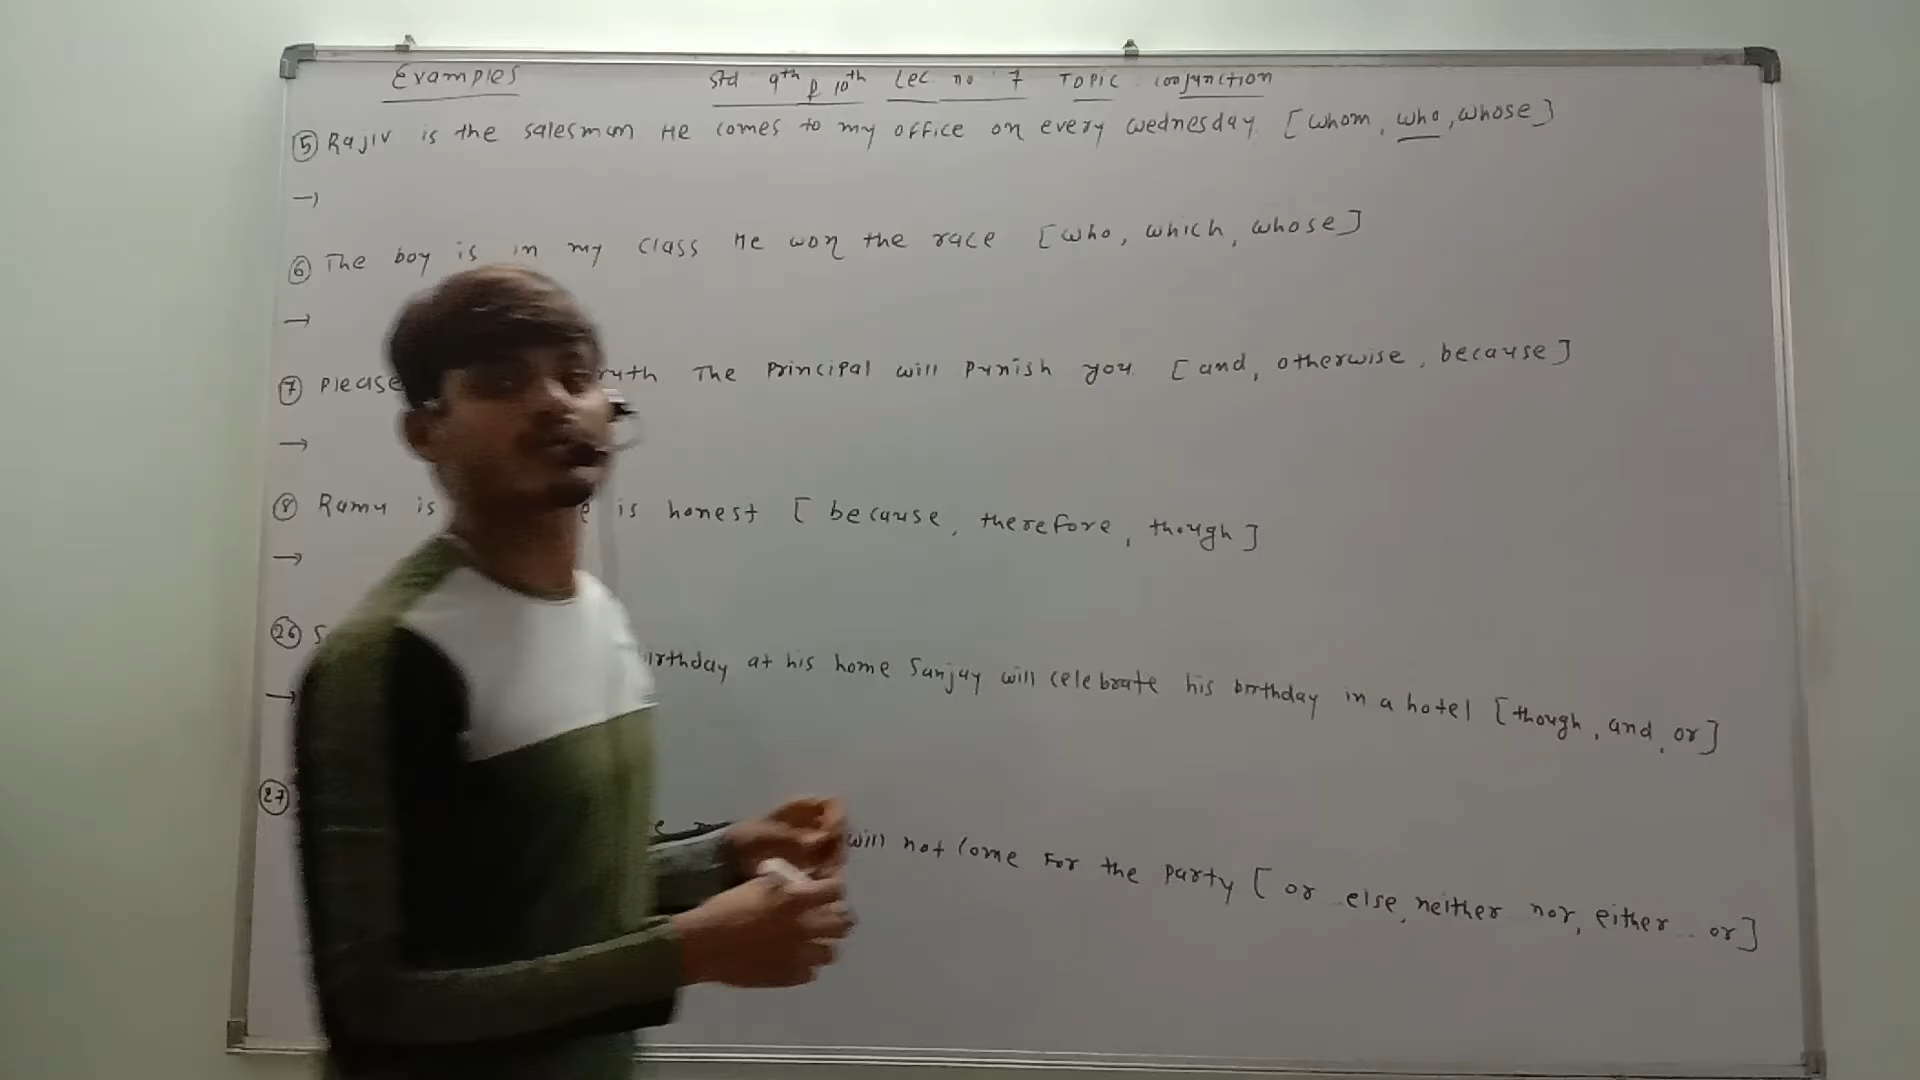 Examples Std 9th & 10th Lec no 7 Topic conjunction
5 Rajiv is the salesman He comes to my office on every wednesday [whom, who, whose]
→
6 The boy is in my class He won the race [who, which, whose]
→
7 Please The Principal will Punish you [and, otherwise, because]
→
8 Ramu is is honest [because, therefore, though]
→
26 at his home Sanjay will celebrate his birthday in a hotel [though, and, or]
→
27 will not come for the party [or else, neither nor, either .. or]